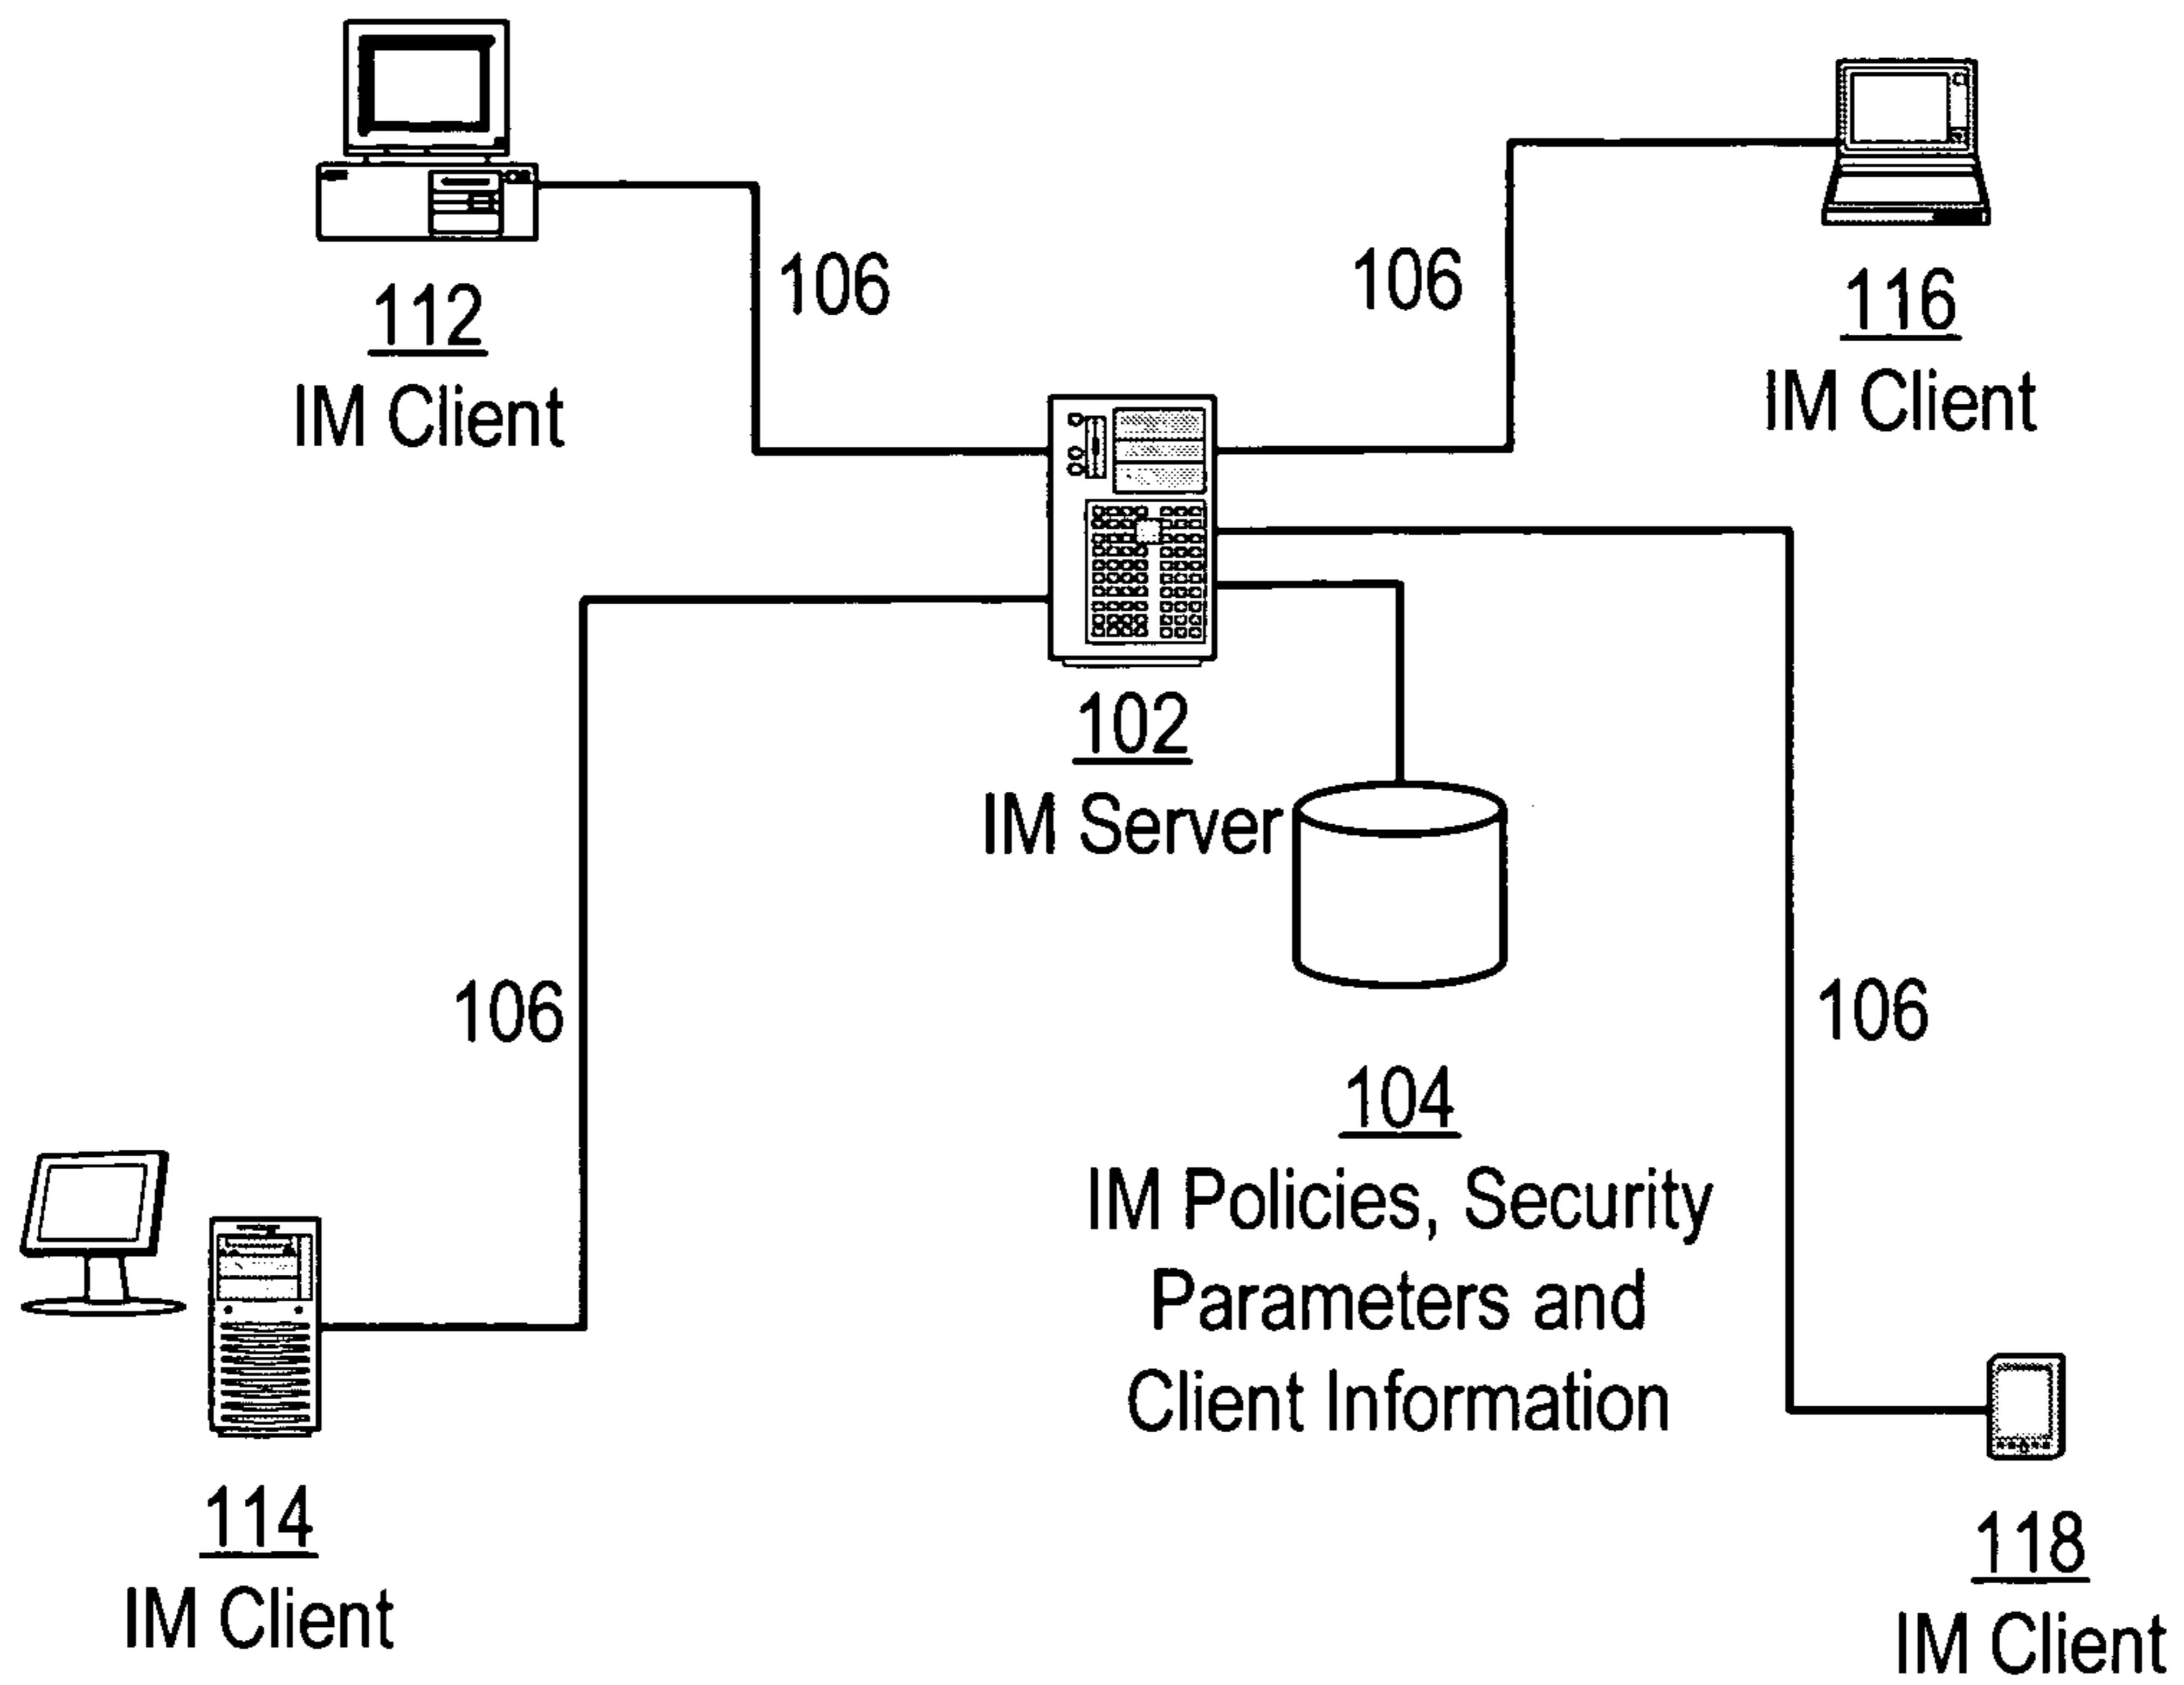 112
IM Client
106
106
116
IM Client
102
IM Server
106
106
104
IM Policies, Security
Parameters and
Client Information
114
IM Client
118
IM Client